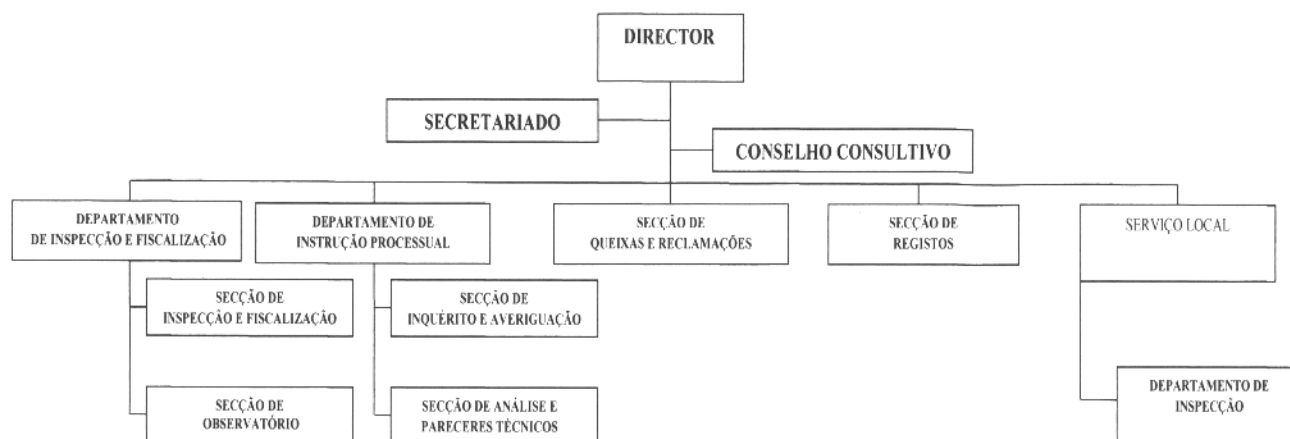 DIRECTOR
SECRETARIADO
CONSELHO CONSULTIVO
DEPARTAMENTO
DE INSPECÇÃO E FISCALIZAÇÃO
DEPARTAMENTO DE
INSTRUÇÃO PROCESSUAL
SECÇÃO DE
QUEIXAS E RECLAMAÇÕES
SECÇÃO DE
REGISTOS
SERVIÇO LOCAL
SECÇÃO DE
INSPECÇÃO E FISCALIZAÇÃO
SECÇÃO DE
INQUÉRITO E AVERIGUAÇÃO
SECÇÃO DE
OBSERVATÓRIO
SECÇÃO DE ANÁLISE E
PARECERES TÉCNICOS
DEPARTAMENTO DE
INSPECÇÃO